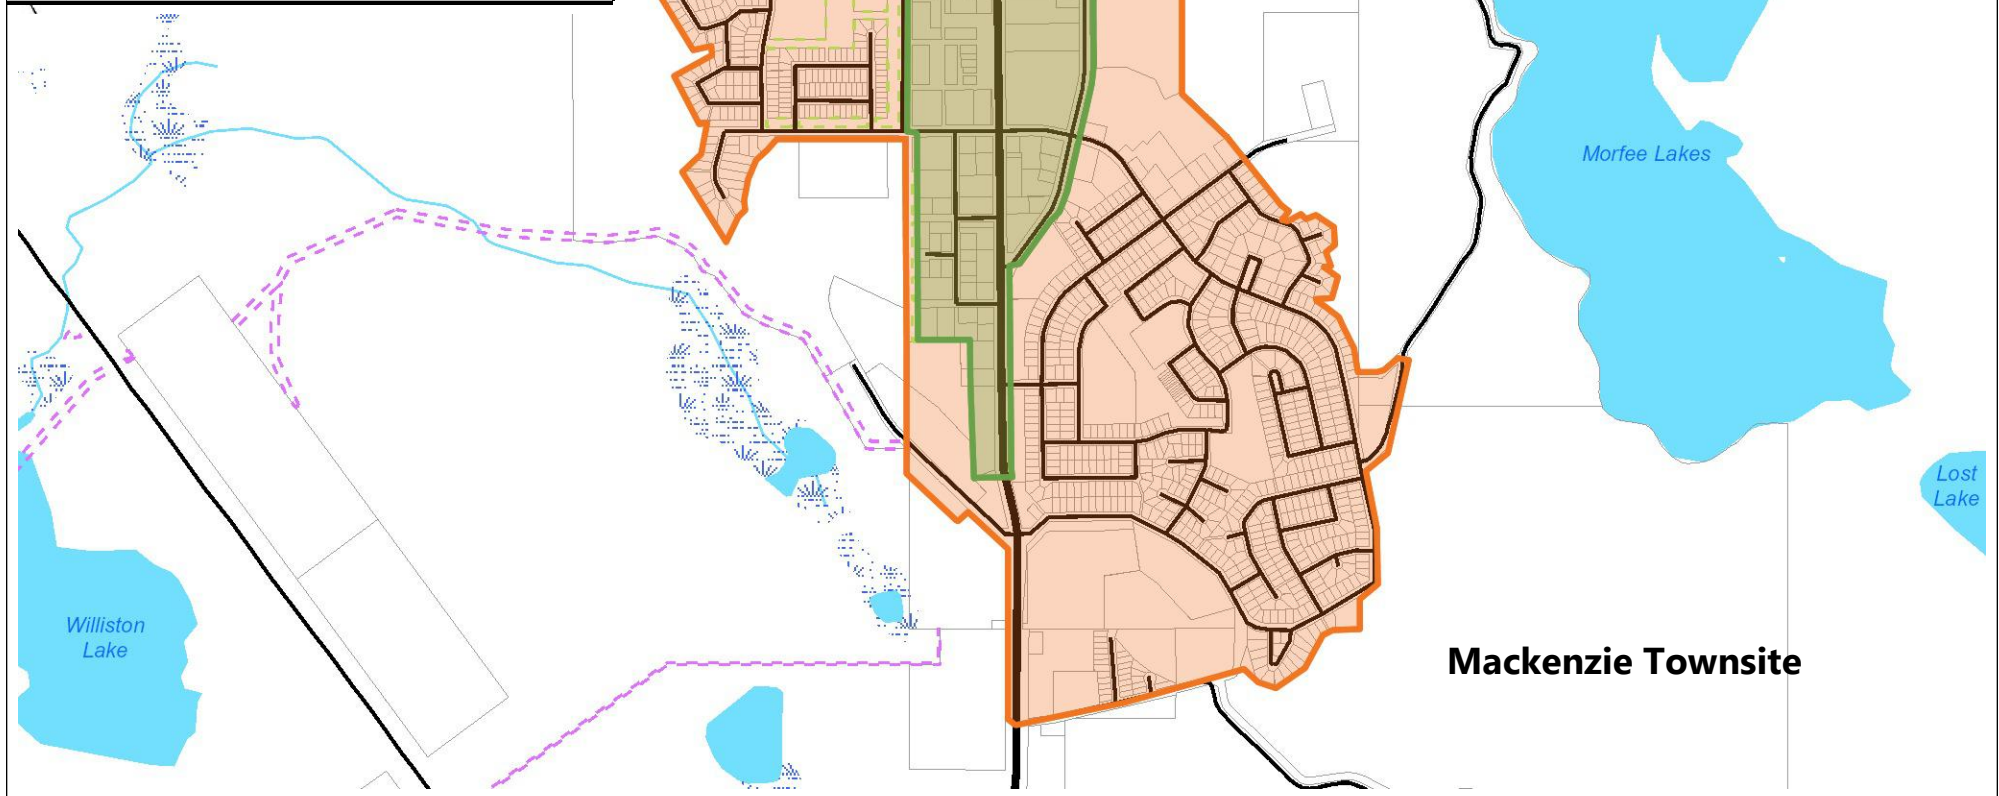 Morfee Lakes
Lost
Lake
Williston
Lake
Mackenzie Townsite